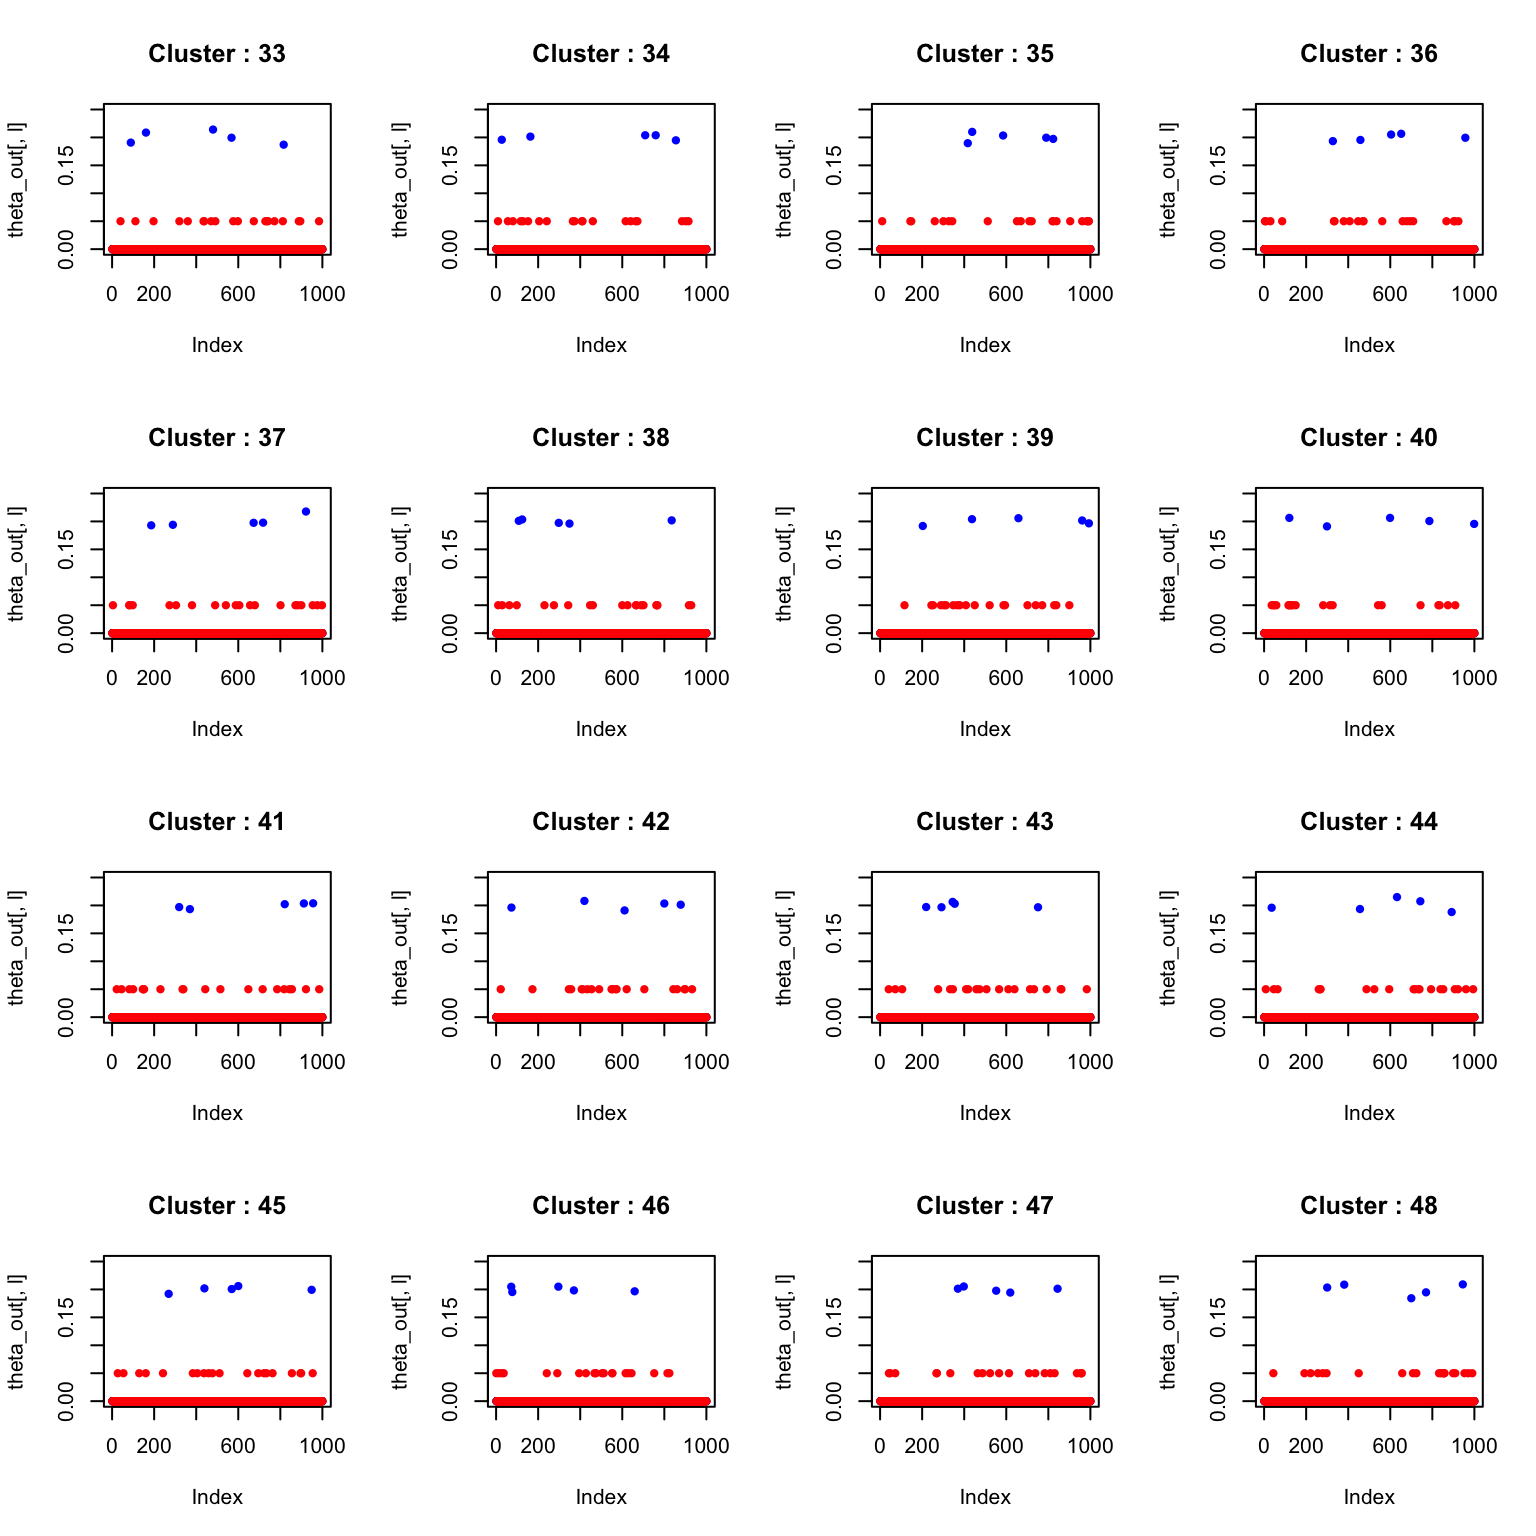 Cluster : 33
theta_out[, l]
0.00 0.15
0 200 600 1000
Index
Cluster : 34
theta_out[, l]
0.00 0.15
0 200 600 1000
Index
Cluster : 35
theta_out[, l]
0.00 0.15
0 200 600 1000
Index
Cluster : 36
theta_out[, l]
0.00 0.15
0 600 1000
Index
Cluster : 37
theta_out[, l]
0.00 0.15
0 200 600 1000
Index
Cluster : 38
theta_out[, l]
0.00 0.15
0 200 600 1000
Index
Cluster : 39
theta_out[, l]
0.00 0.15
0 200 600 1000
Index
Cluster : 40
theta_out[, l]
0.00 0.15
0 200 600 1000
Index
Cluster : 41
theta_out[, l]
0.00 0.15
0 200 600 1000
Index
Cluster : 42
theta_out[, l]
0.00 0.15
0 200 600 1000
Index
Cluster : 43
theta_out[, l]
0.00 0.15
0 200 600 1000
Index
Cluster : 44
theta_out[, l]
0.00 0.15
0 200 600 1000
Index
Cluster : 45
theta_out[, l]
0.00 0.15
0 200 600 1000
Index
Cluster : 46
theta_out[, l]
0.00 0.15
0 200 600 1000
Index
Cluster : 47
theta_out[, l]
0.00 0.15
0 200 600 1000
Index
Cluster : 48
theta_out[, l]
0.00 0.15
0 200 600 1000
Index